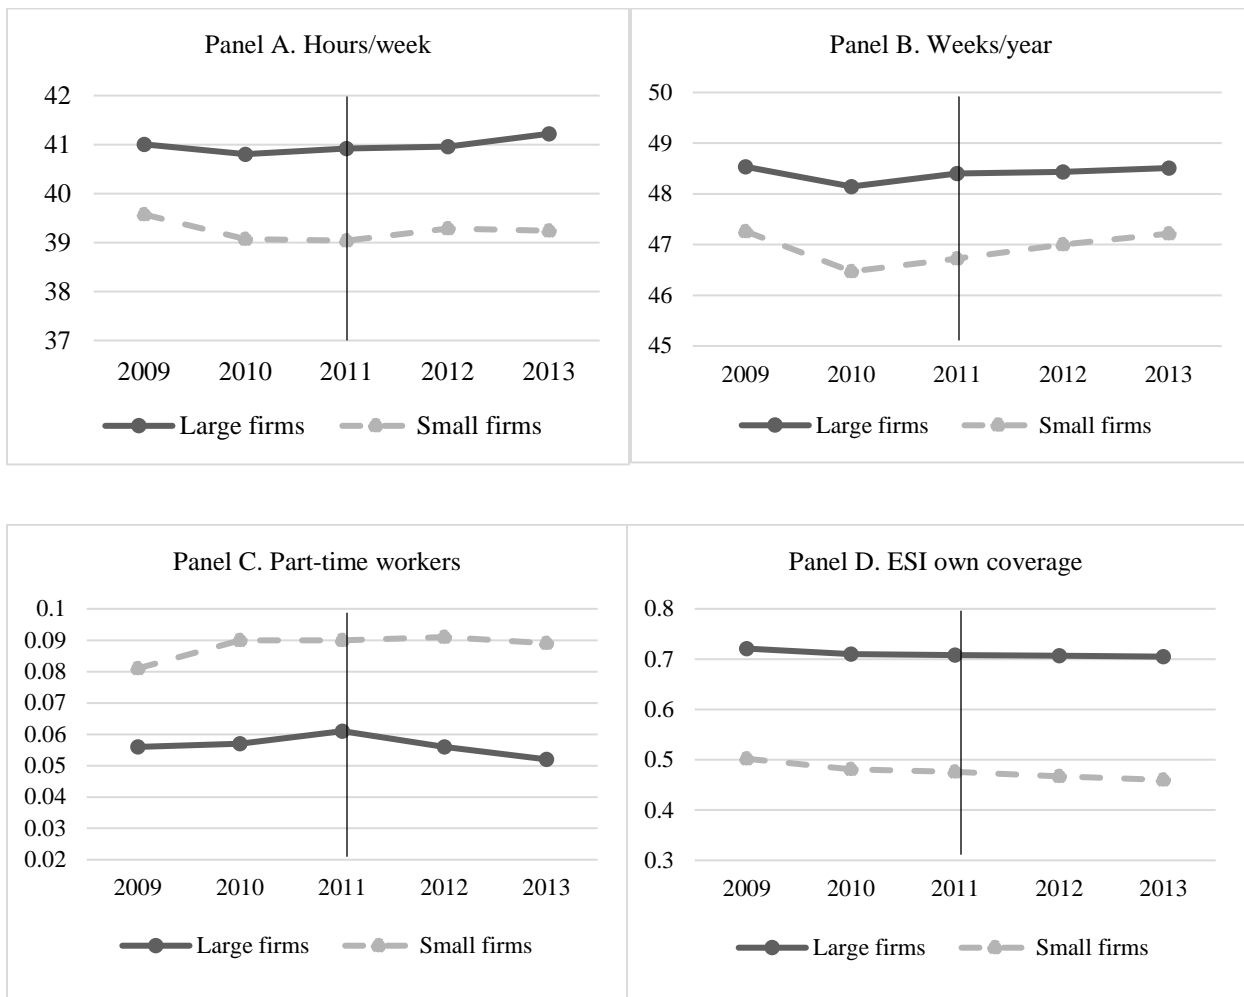 Panel A. Hours/week
42
41
40
39
38
37
2009 2010 2011 2012 2013
Large firms Small firms
Panel B. Weeks/year
50
49
48
47
46
45
2009 2010 2011 2012 2013
Large firms Small firms
Panel C. Part-time workers
0.1
0.09
0.08
0.07
0.06
0.05
0.04
0.03
0.02
2009 2010 2011 2012 2013
Large firms Small firms
Panel D. ESI own coverage
0.8
0.7
0.6
0.5
0.4
0.3
2009 2010 2011 2012 2013
Large firms Small firms